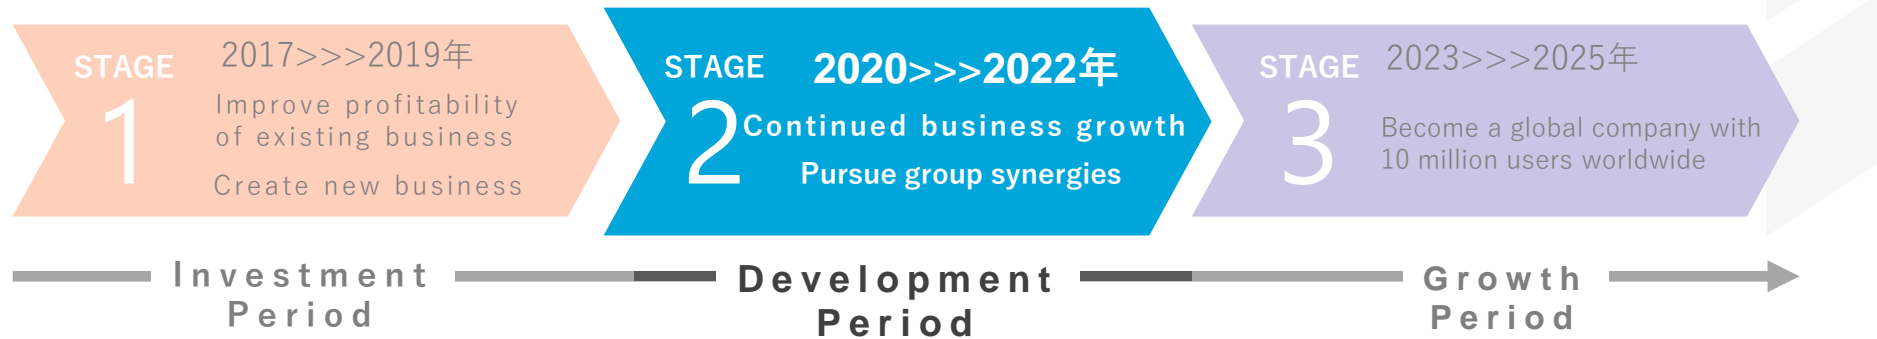 STAGE
1
2017>>>2019年
Improve profitability
of existing business
Create new business
STAGE
2
2020>>>2022年
Continued business growth
Pursue group synergies
STAGE
3
2023>>>2025年
Become a global company with
10 million users worldwide
Investment
Period
Development
Period
Growth
Period